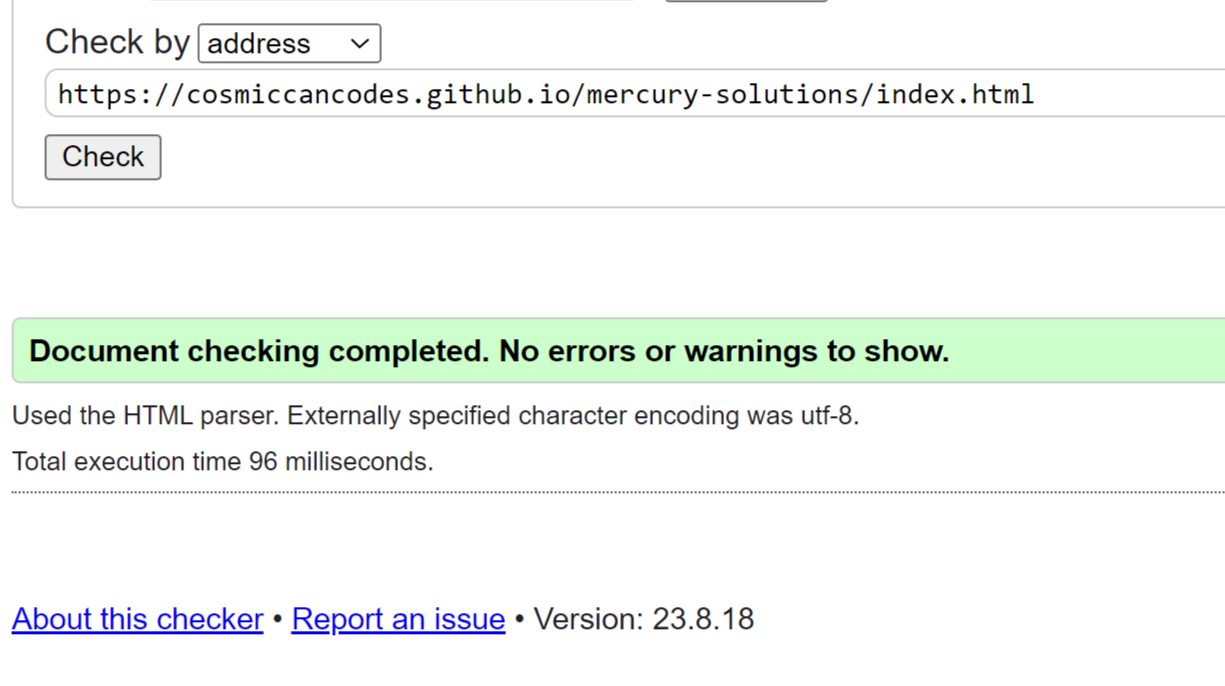 Check by address
https://cosmiccancodes.github.io/mercury-solutions/index.html
Check
Document checking completed. No errors or warnings to show.
Used the HTML parser. Externally specified character encoding was utf-8.
Total execution time 96 milliseconds.
About this checker • Report an issue • Version: 23.8.18